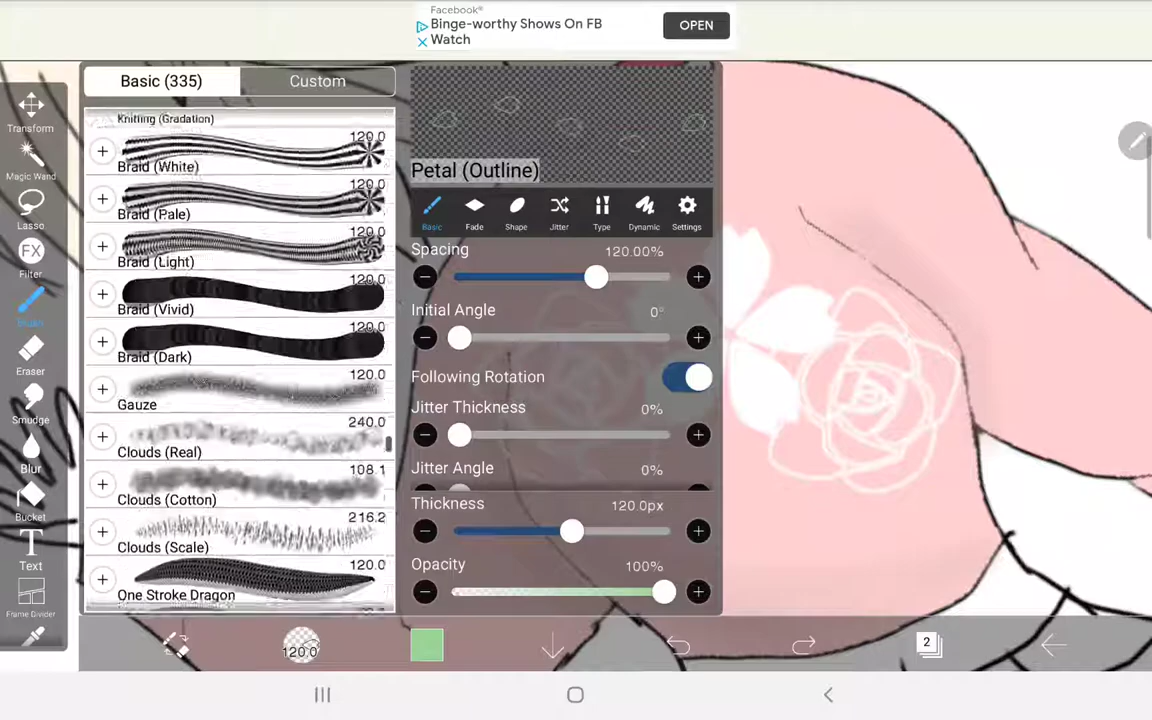 Facebook®
Binge-worthy Shows On FB
Watch
OPEN
Basic (335)
Custom
Transform
Magic Wand
Lasso
FX
Filter
Brush
Eraser
Smudge
Blur
Bucket
T
Text
Frame Divider
Knitting (Gradation)
120.0
Braid (White)
120.0
Braid (Pale)
120.0
Braid (Light)
120.0
Braid (Vivid)
120.0
Braid (Dark)
120.0
Gauze
240.0
Clouds (Real)
108.1
Clouds (Cotton)
216.2
Clouds (Scale)
120.0
One Stroke Dragon
Petal (Outline)
Basic
Fade
Shape
Jitter
Type
Dynamic
Settings
Spacing 120.00%
Initial Angle 0°
Following Rotation
Jitter Thickness 0%
Jitter Angle 0%
Thickness 120.0px
Opacity 100%
120.0
2